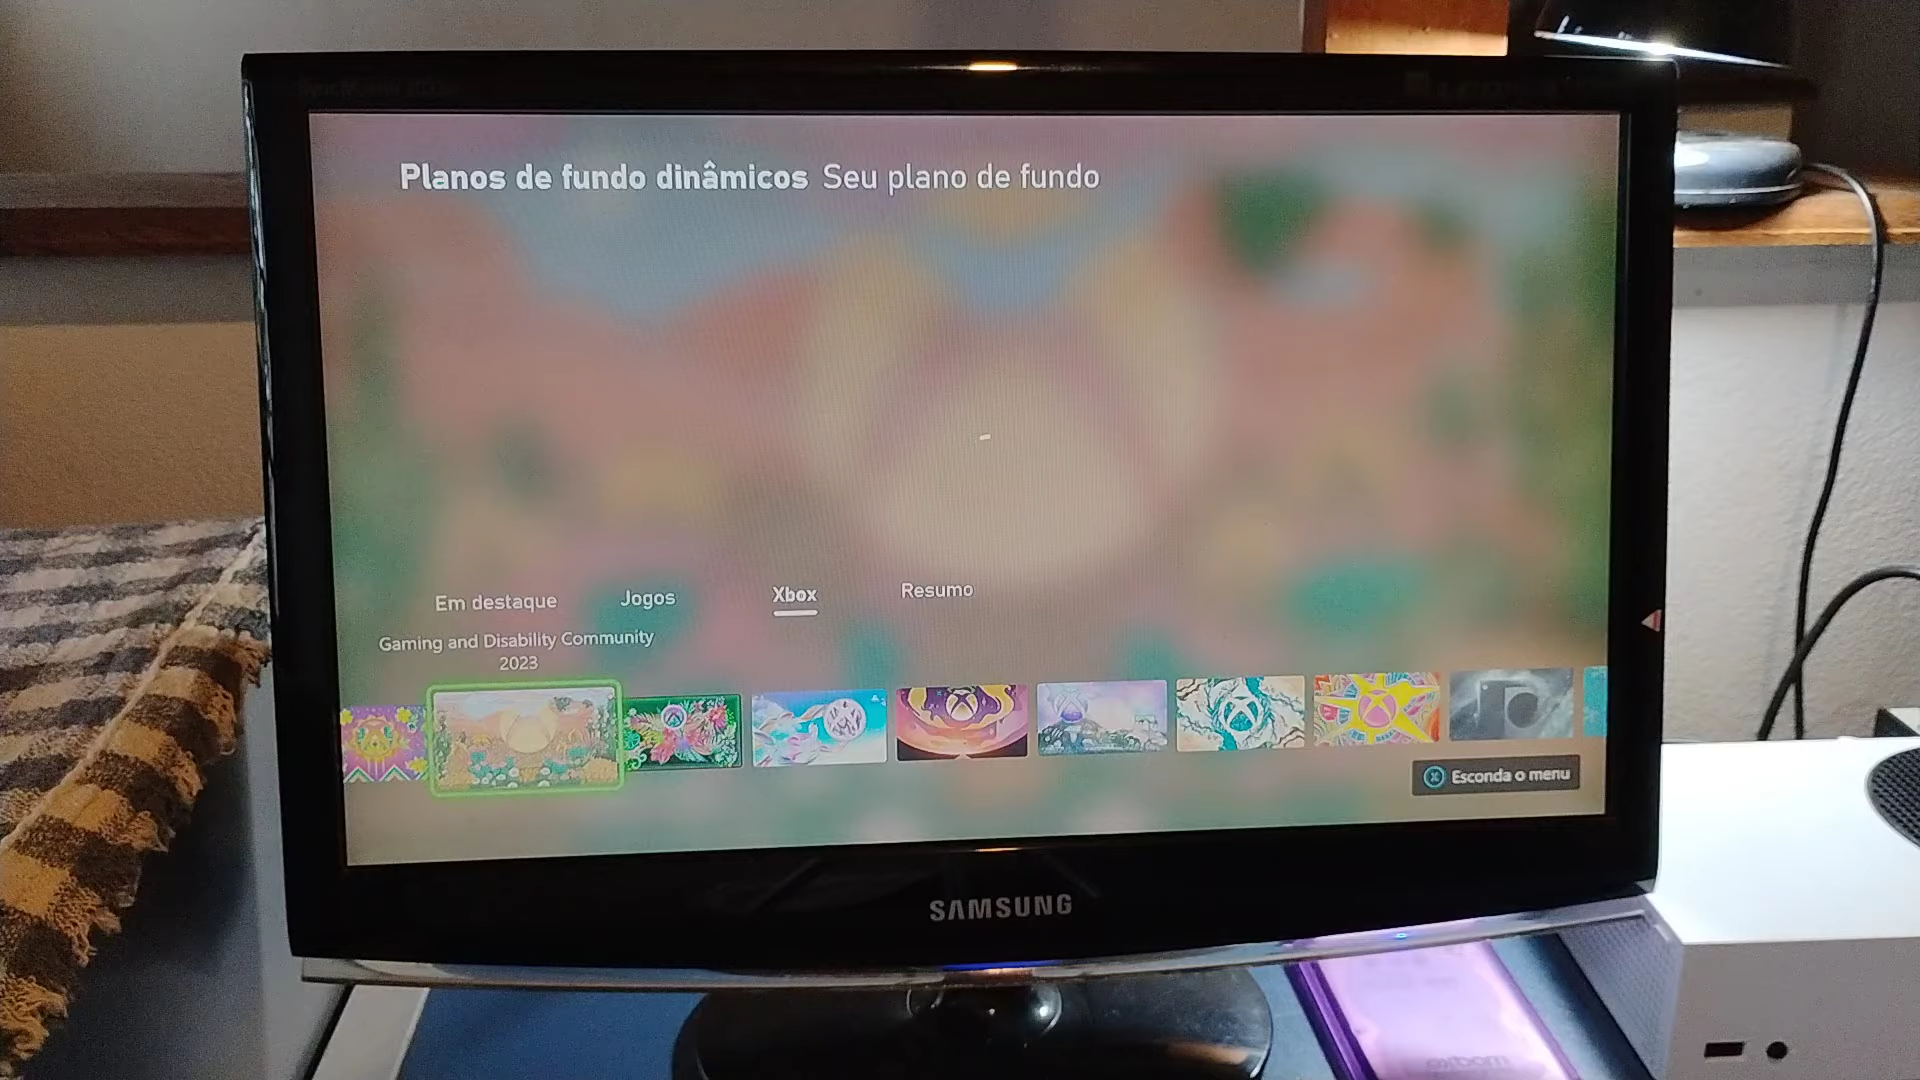 Planos de fundo dinâmicos Seu plano de fundo
Em destaque Jogos Xbox Resumo
Gaming and Disability Community
2023
Esconda o menu
SAMSUNG